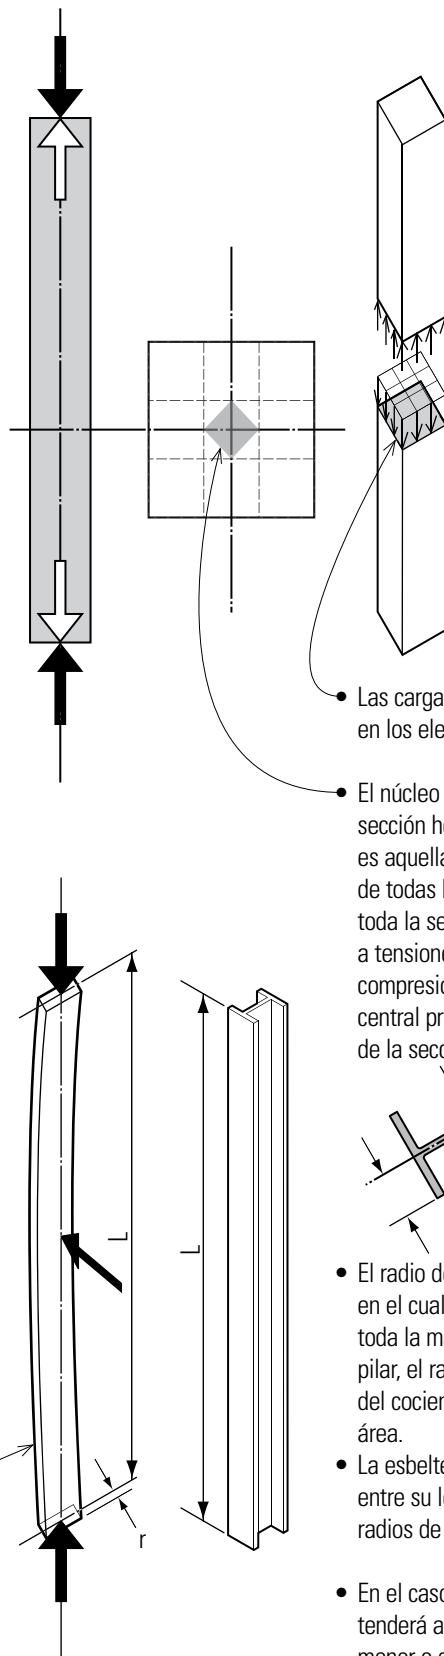 • Las carga
en los ele
• El núcleo
sección ho
es aquella
de todas l
toda la se
a tensione
compresio
central pr
de la secc
L
L
r
• El radio de
en el cual
toda la m
pilar, el ra
del cocien
área.
• La esbelte
entre su lo
radios de
• En el caso
tenderá a